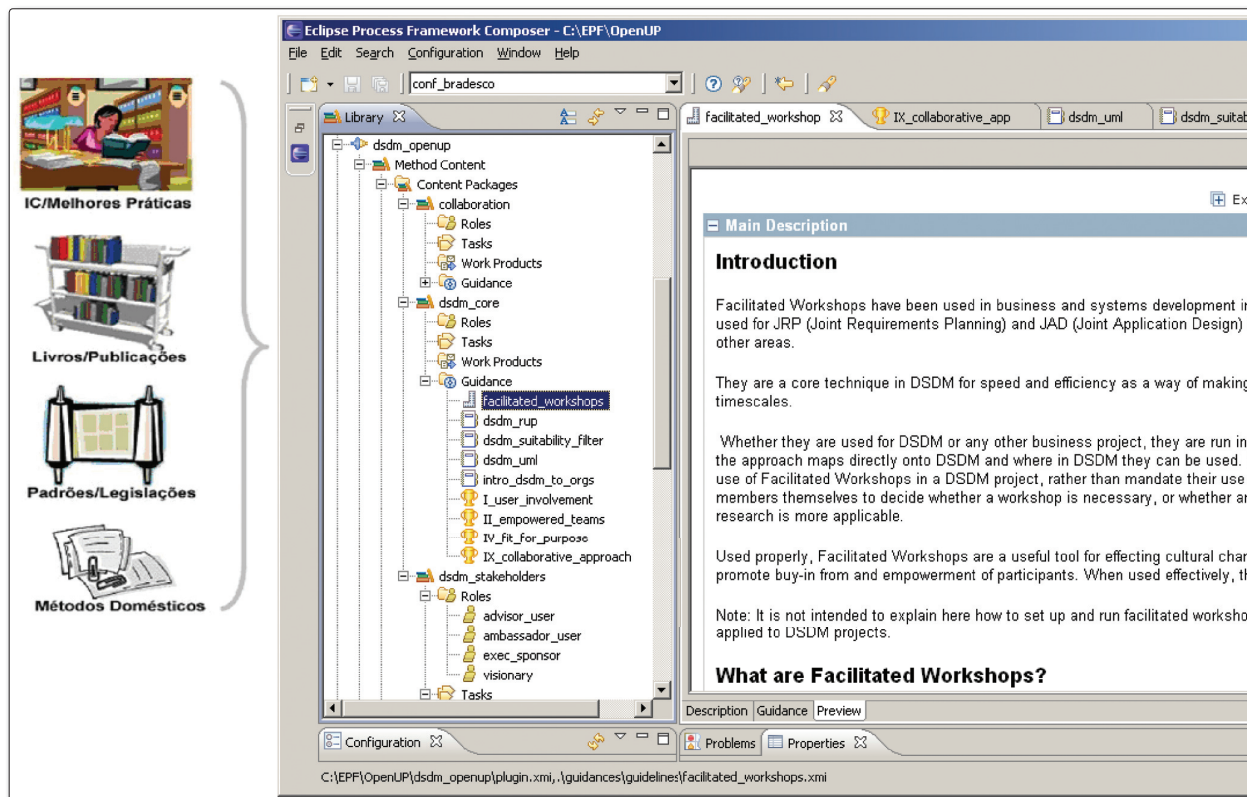 IC/Melhores Práticas
Livros/Publicações
Padrões/Legislações
Métodos Domésticos
Eclipse Process Framework Composer - C:\EPF\OpenUP
File Edit Search Configuration Window Help
conf_bradesco
Library
dsdm_openup
Method Content
Content Packages
collaboration
Roles
Tasks
Work Products
Guidance
dsdm_core
Roles
Tasks
Work Products
Guidance
facilitated_workshops
dsdm_rup
dsdm_suitability_filter
dsdm_uml
intro_dsdm_to_orgs
I_user_involvement
II_empowered_teams
IV_fit_for_purpose
IX_collaborative_approach
dsdm_stakeholders
Roles
advisor_user
ambassador_user
exec_sponsor
visionary
Tasks
Configuration
facilitated_workshop IX_collaborative_app dsdm_uml dsdm_suitab
Ex
Main Description
Introduction
Facilitated Workshops have been used in business and systems development in
used for JRP (Joint Requirements Planning) and JAD (Joint Application Design)
other areas.
They are a core technique in DSDM for speed and efficiency as a way of making
timescales.
Whether they are used for DSDM or any other business project, they are run in
the approach maps directly onto DSDM and where in DSDM they can be used.
use of Facilitated Workshops in a DSDM project, rather than mandate their use
members themselves to decide whether a workshop is necessary, or whether an
research is more applicable.
Used properly, Facilitated Workshops are a useful tool for effecting cultural chan
promote buy-in from and empowerment of participants. When used effectively, th
Note: It is not intended to explain here how to set up and run facilitated worksho
applied to DSDM projects.
What are Facilitated Workshops?
Description Guidance Preview
Problems Properties
C:\EPF\OpenUP\dsdm_openup\plugin.xmi,.\guidances\guidelines\facilitated_workshops.xmi